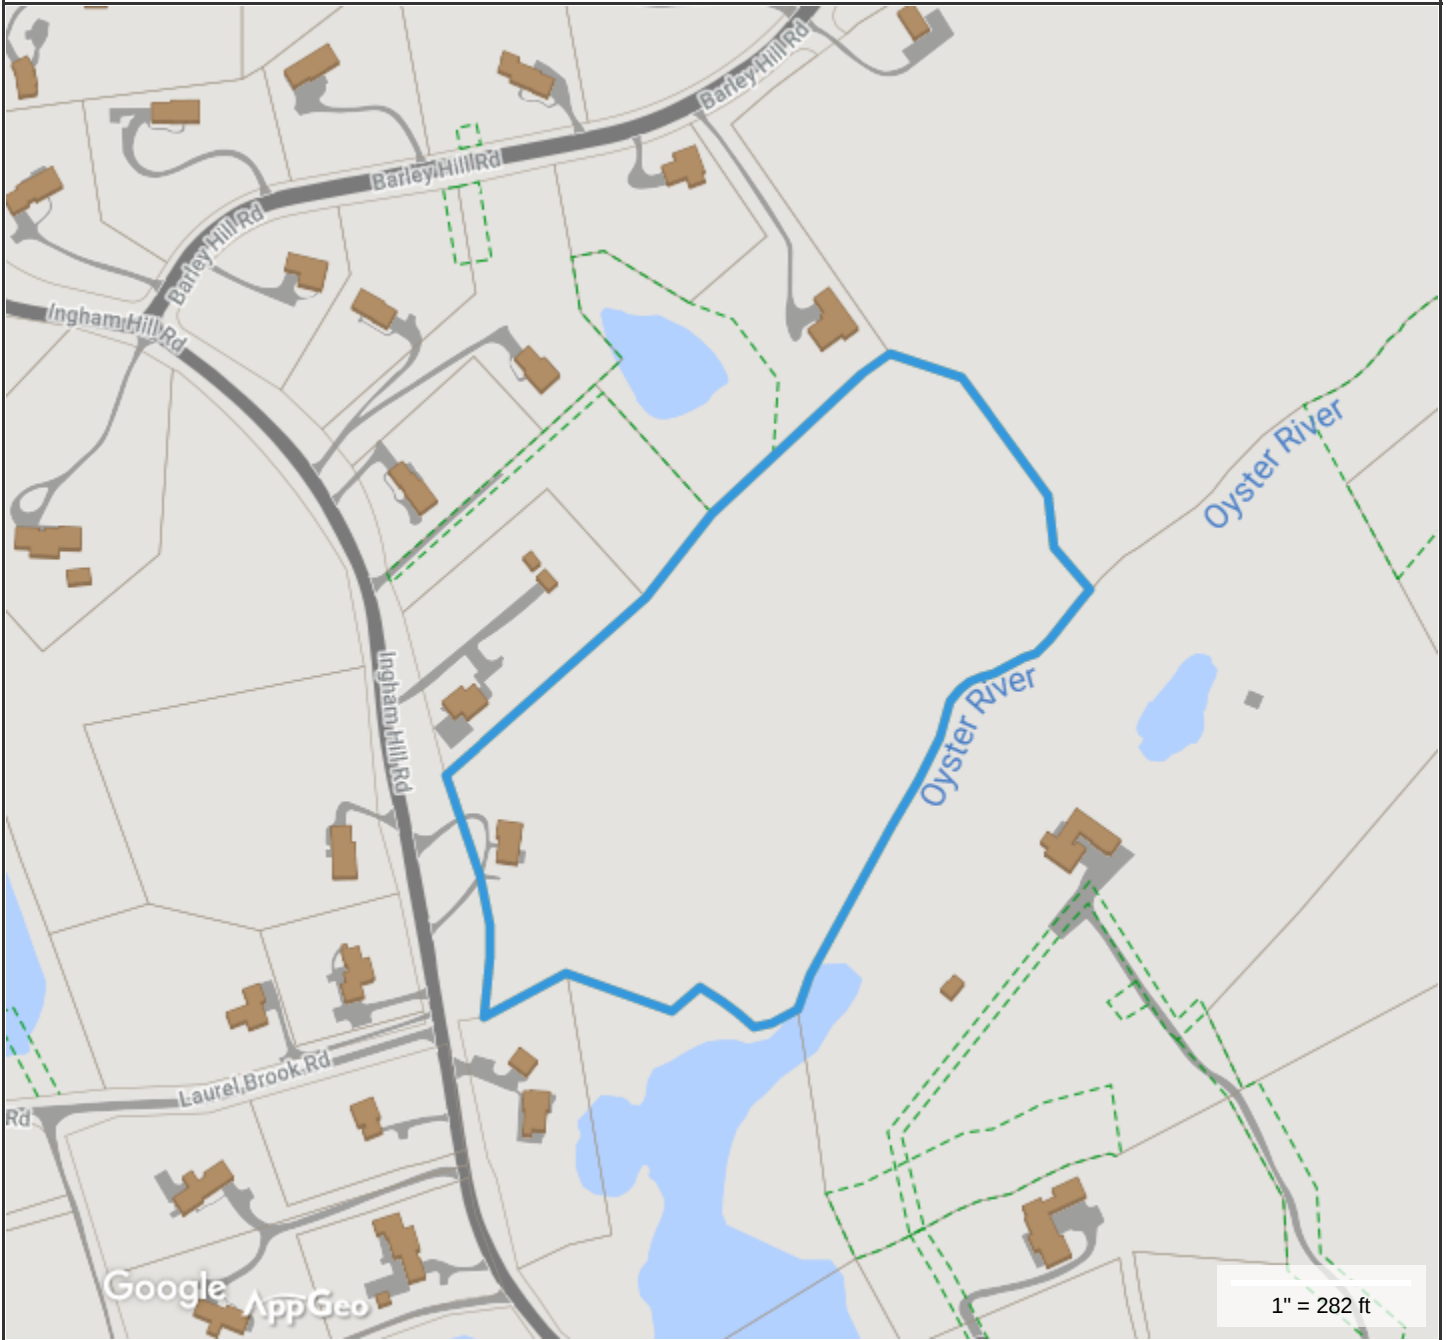 Barley Hill Rd
Barley Hill Rd
Barley Hill Rd
Ingham Hill Rd
Oyster River
Ingham Hill Rd
Oyster River
Laurel Brook Rd
Rd
Google
AppGeo
1" = 282 ft